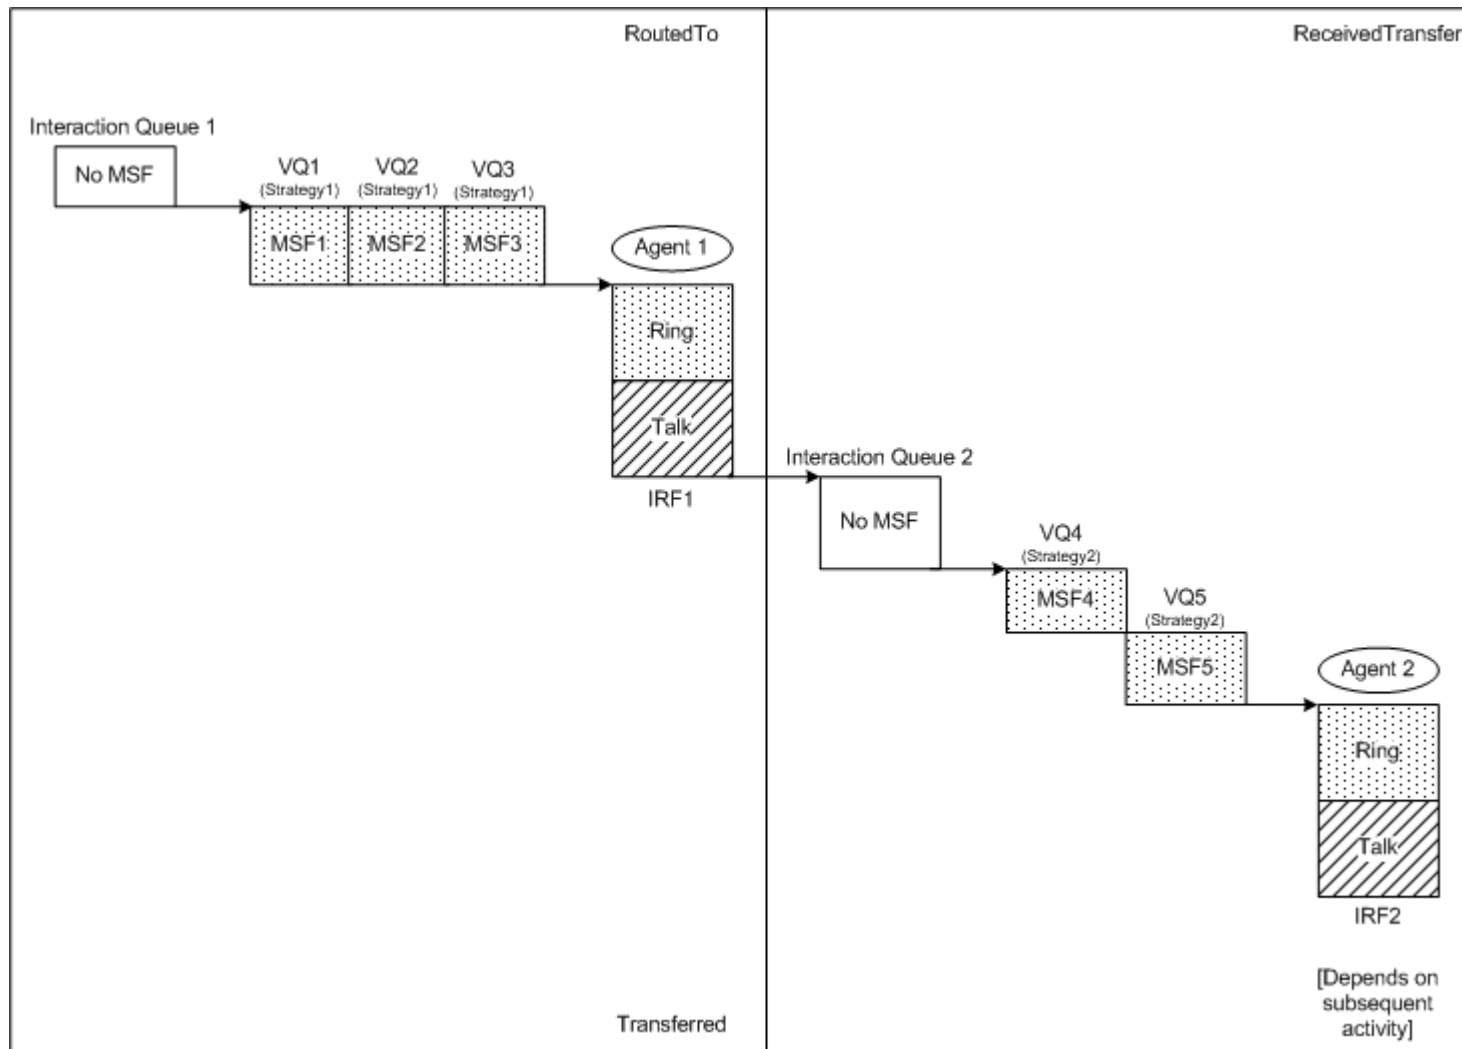 RoutedTo
ReceivedTransfer
Interaction Queue 1
No MSF
VQ1
(Strategy1)
VQ2
(Strategy1)
VQ3
(Strategy1)
MSF1
MSF2
MSF3
Agent 1
Ring
Talk
IRF1
Interaction Queue 2
No MSF
VQ4
(Strategy2)
MSF4
VQ5
(Strategy2)
MSF5
Agent 2
Ring
Talk
IRF2
[Depends on
subsequent
activity]
Transferred